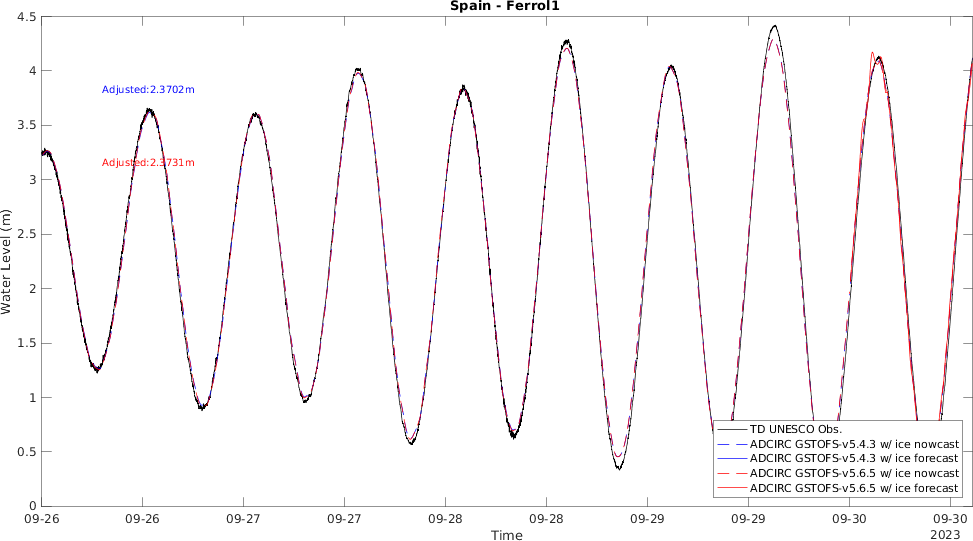 Spain - Ferrol1
4.5
4
3.5
3
2.5
2
1.5
1
0.5
0
Water Level (m)
Adjusted:2.3702m
Adjusted:2.3731m
TD UNESCO Obs.
ADCIRC GSTOFS-v5.4.3 w/ ice nowcast
ADCIRC GSTOFS-v5.4.3 w/ ice forecast
ADCIRC GSTOFS-v5.6.5 w/ ice nowcast
ADCIRC GSTOFS-v5.6.5 w/ ice forecast
09-26 09-26 09-27 09-27 09-28 09-28 09-29 09-29 09-30 09-30
2023
Time